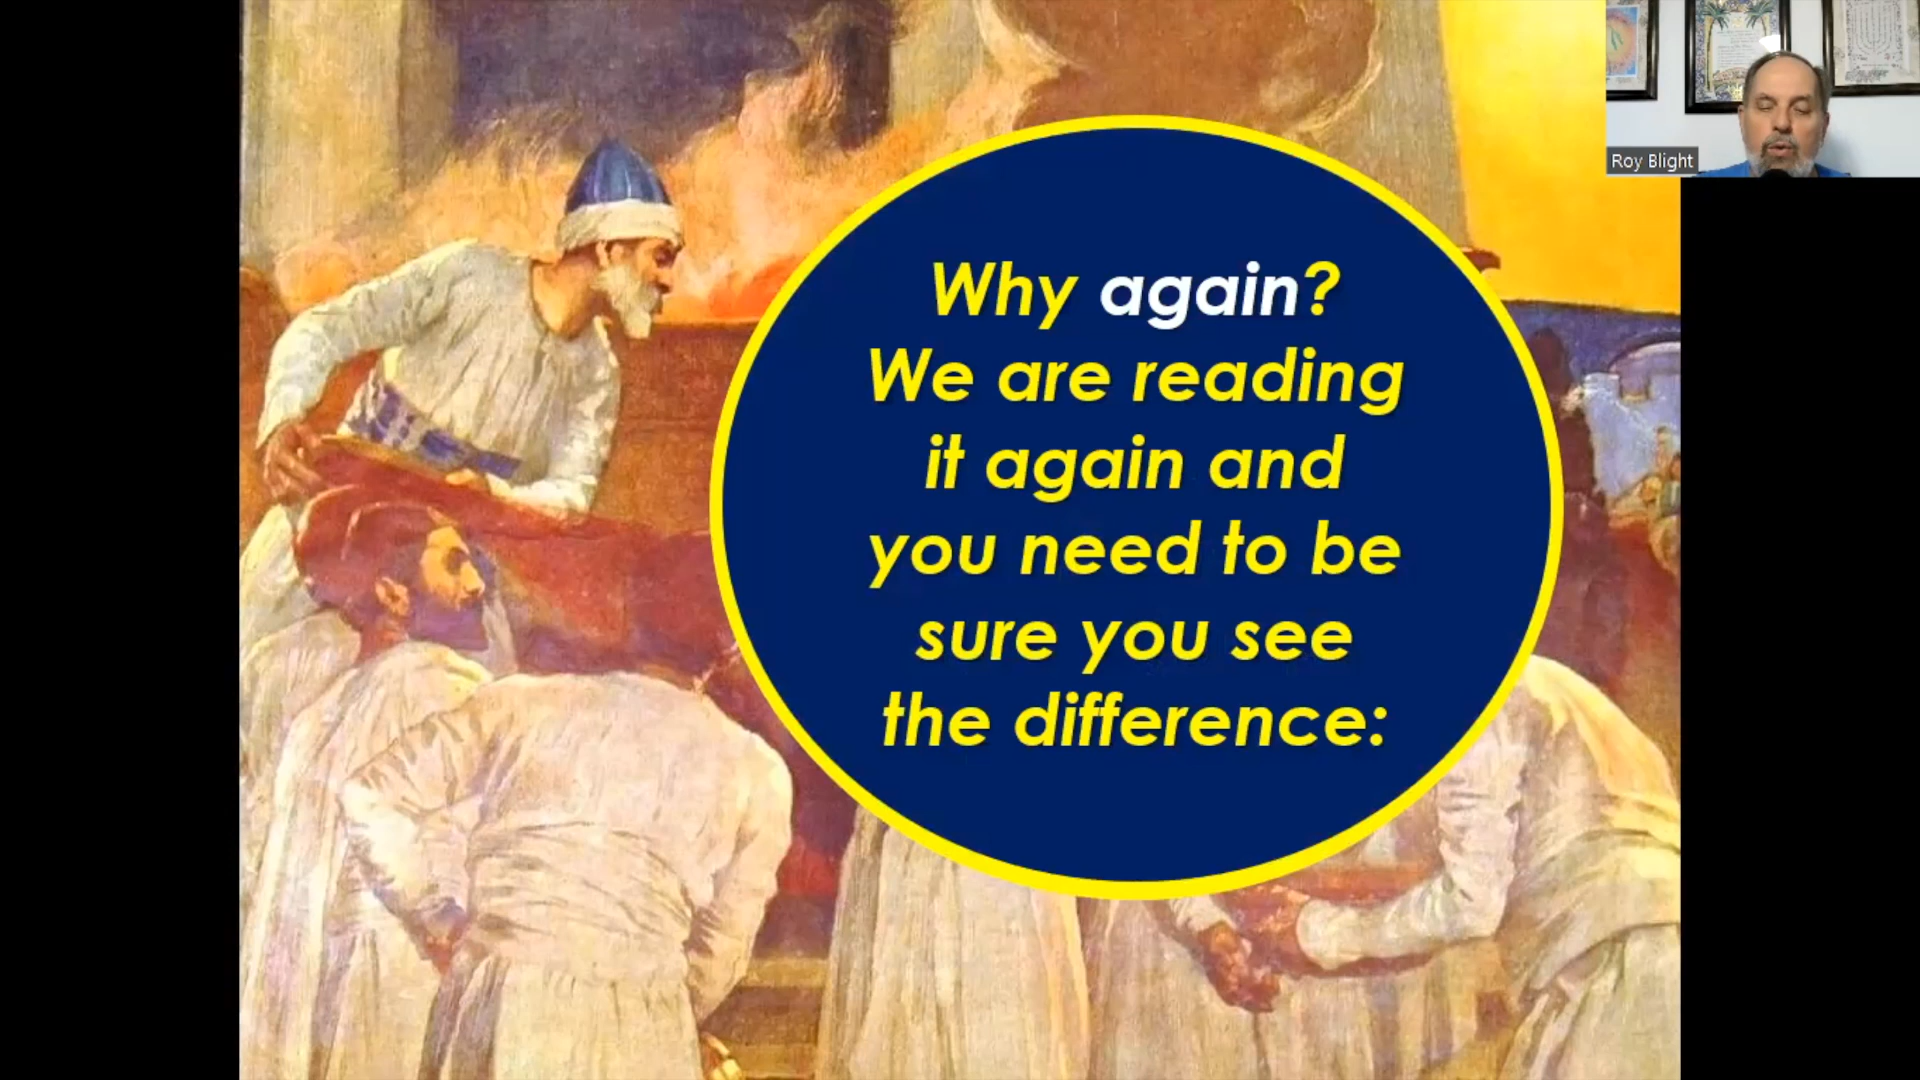 Why again?
We are reading
it again and
you need to be
sure you see
the difference:
Roy Blight